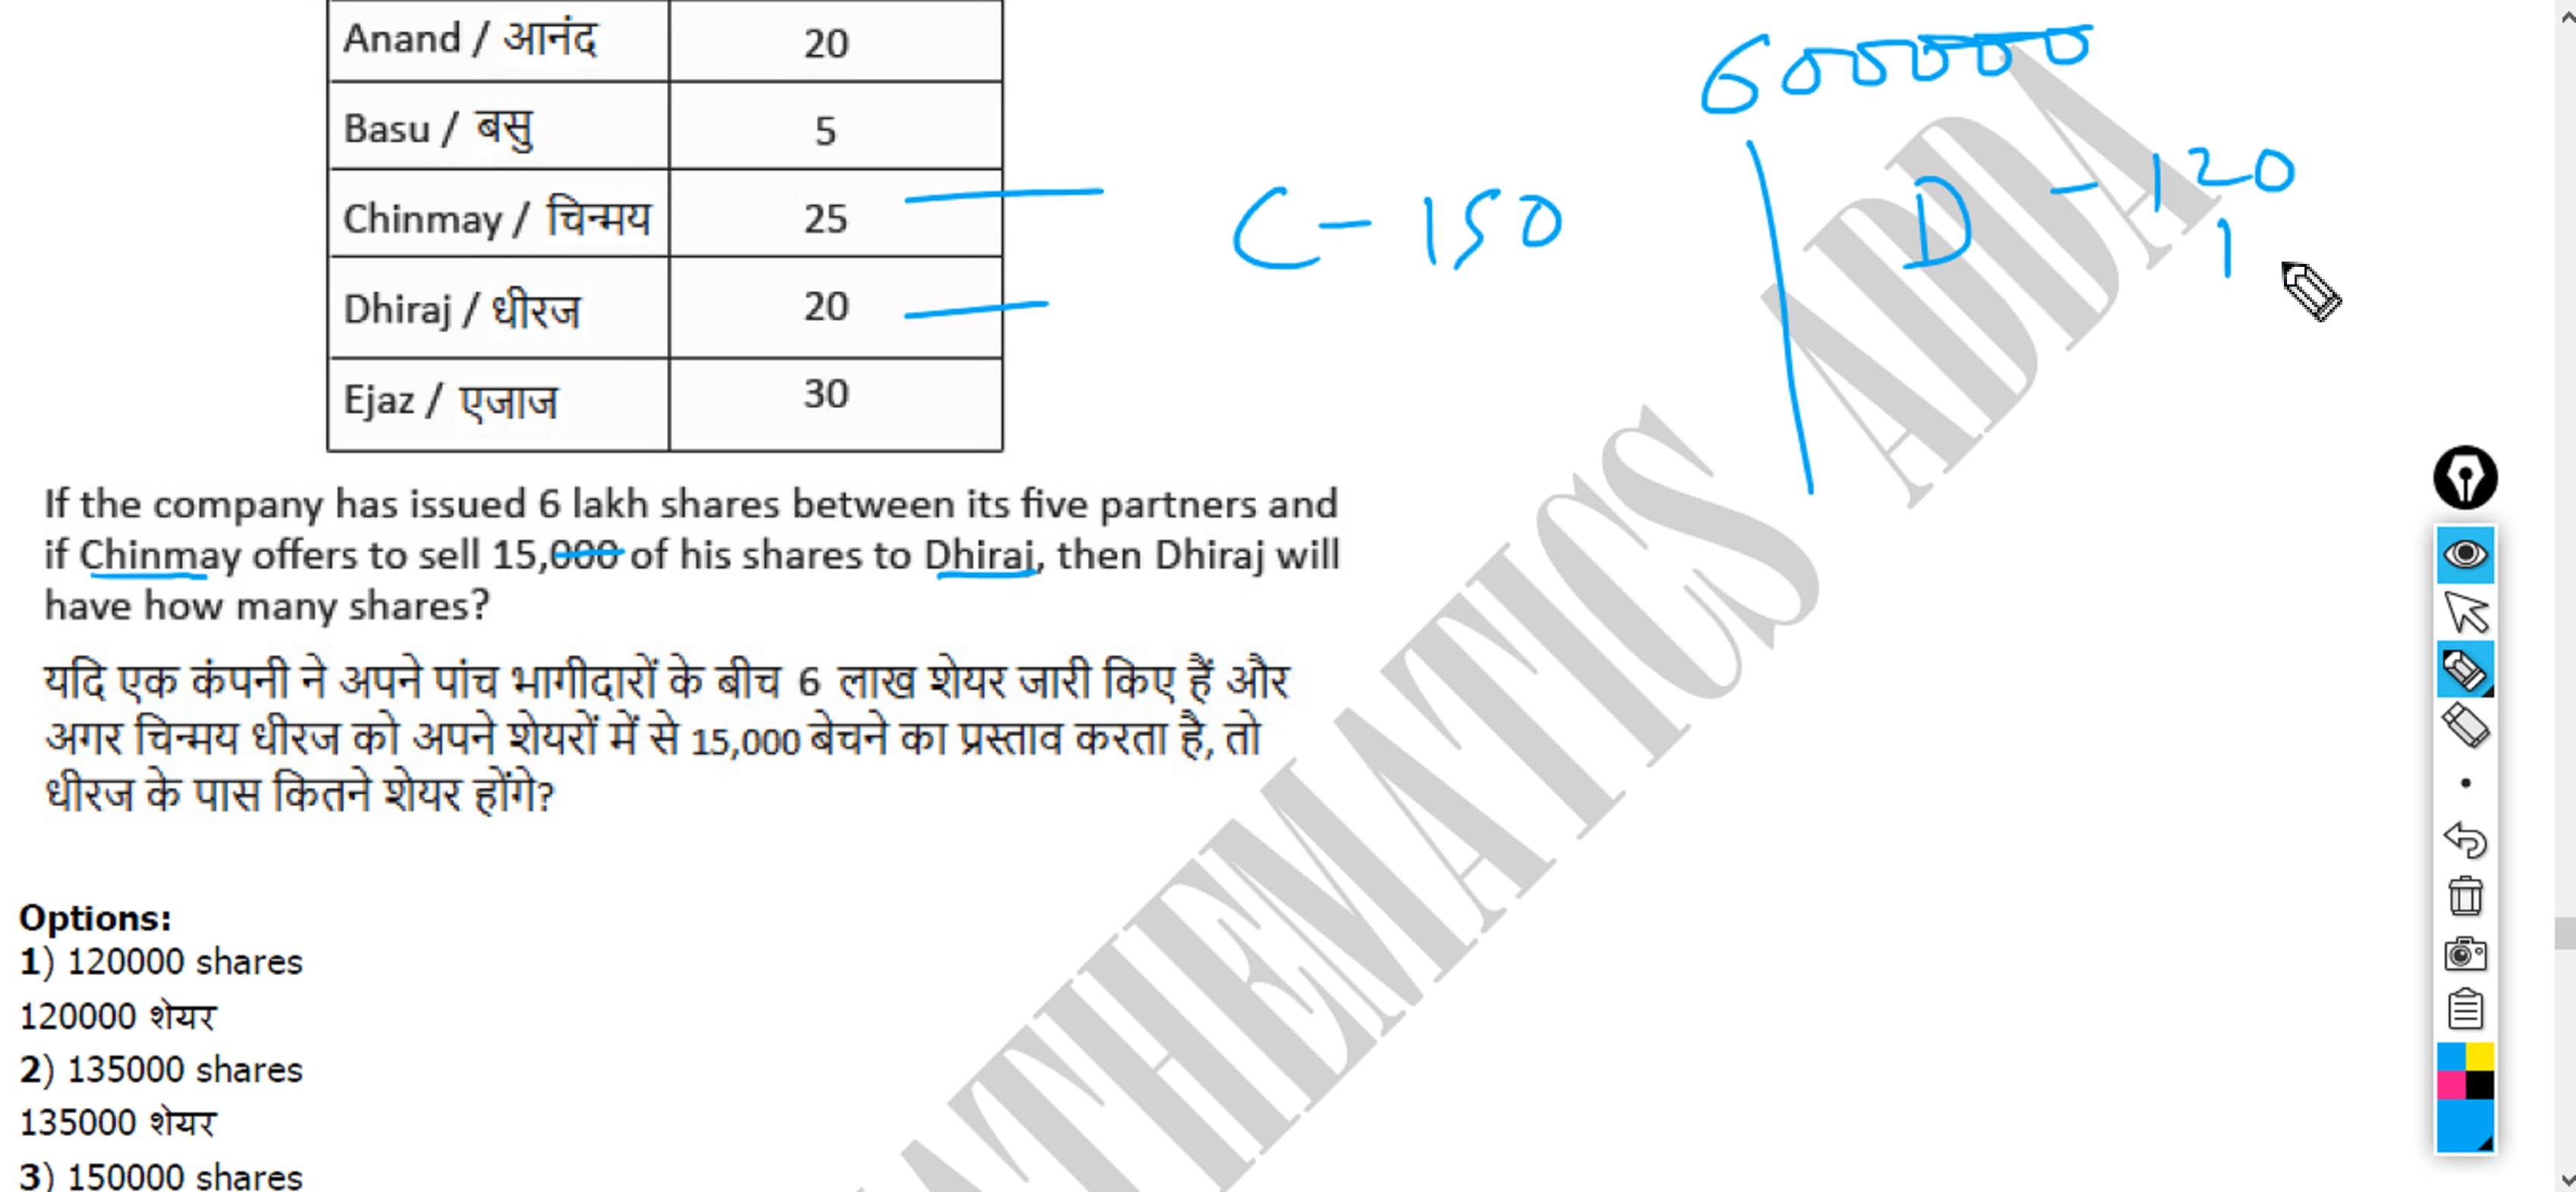 Anand / आनंद 20
Basu / बसु 5
Chinmay / चिन्मय 25
Dhiraj / धीरज 20
Ejaz / एजाज 30
600000
C - 150
D - 120
1
If the company has issued 6 lakh shares between its five partners and
if Chinmay offers to sell 15,000 of his shares to Dhiraj, then Dhiraj will
have how many shares?
यदि एक कंपनी ने अपने पांच भागीदारों के बीच 6 लाख शेयर जारी किए हैं और
अगर चिन्मय धीरज को अपने शेयरों में से 15,000 बेचने का प्रस्ताव करता है, तो
धीरज के पास कितने शेयर होंगे?
Options:
1) 120000 shares
120000 शेयर
2) 135000 shares
135000 शेयर
3) 150000 shares
MATHEMATICS ADDA